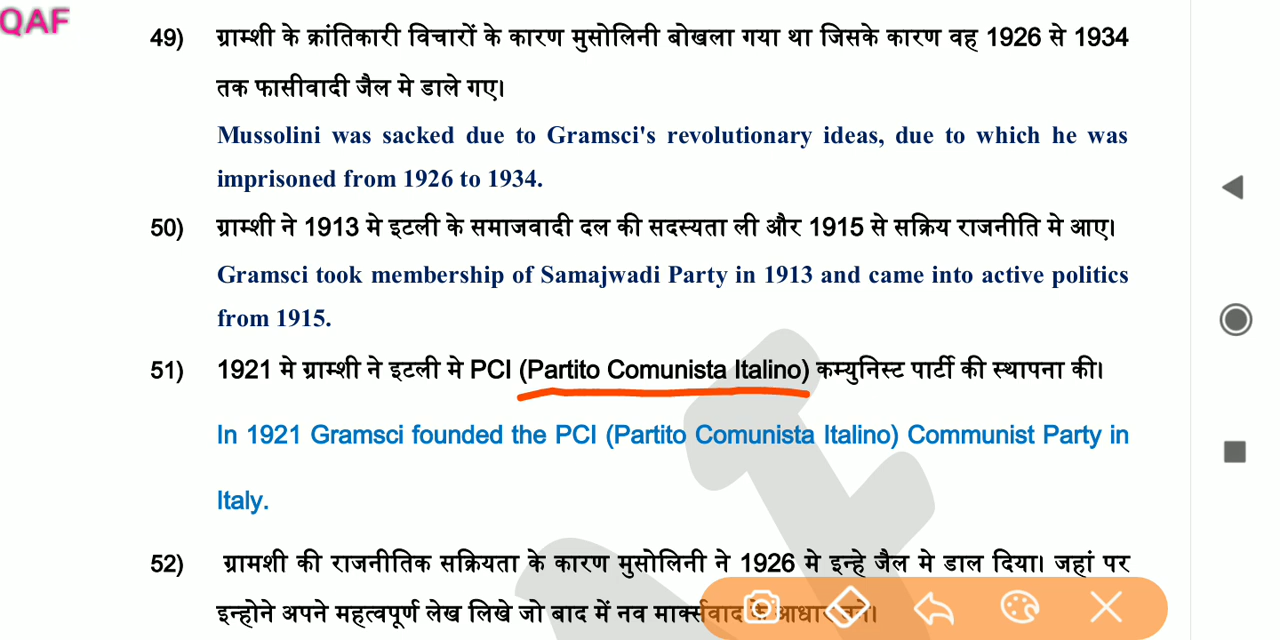 QAF
49) ग्राम्शी के क्रांतिकारी विचारों के कारण मुसोलिनी बोखला गया था जिसके कारण वह 1926 से 1934
तक फासीवादी जैल मे डाले गए।
Mussolini was sacked due to Gramsci's revolutionary ideas, due to which he was
imprisoned from 1926 to 1934.
50) ग्राम्शी ने 1913 मे इटली के समाजवादी दल की सदस्यता ली और 1915 से सक्रिय राजनीति मे आए।
Gramsci took membership of Samajwadi Party in 1913 and came into active politics
from 1915.
51) 1921 मे ग्राम्शी ने इटली मे PCI (Partito Comunista Italino) कम्युनिस्ट पार्टी की स्थापना की।
In 1921 Gramsci founded the PCI (Partito Comunista Italino) Communist Party in
Italy.
52) ग्रामशी की राजनीतिक सक्रियता के कारण मुसोलिनी ने 1926 मे इन्हे जैल मे डाल दिया। जहां पर
इन्होने अपने महत्वपूर्ण लेख लिखे जो बाद में नव मार्क्सवाद के आधार बने।